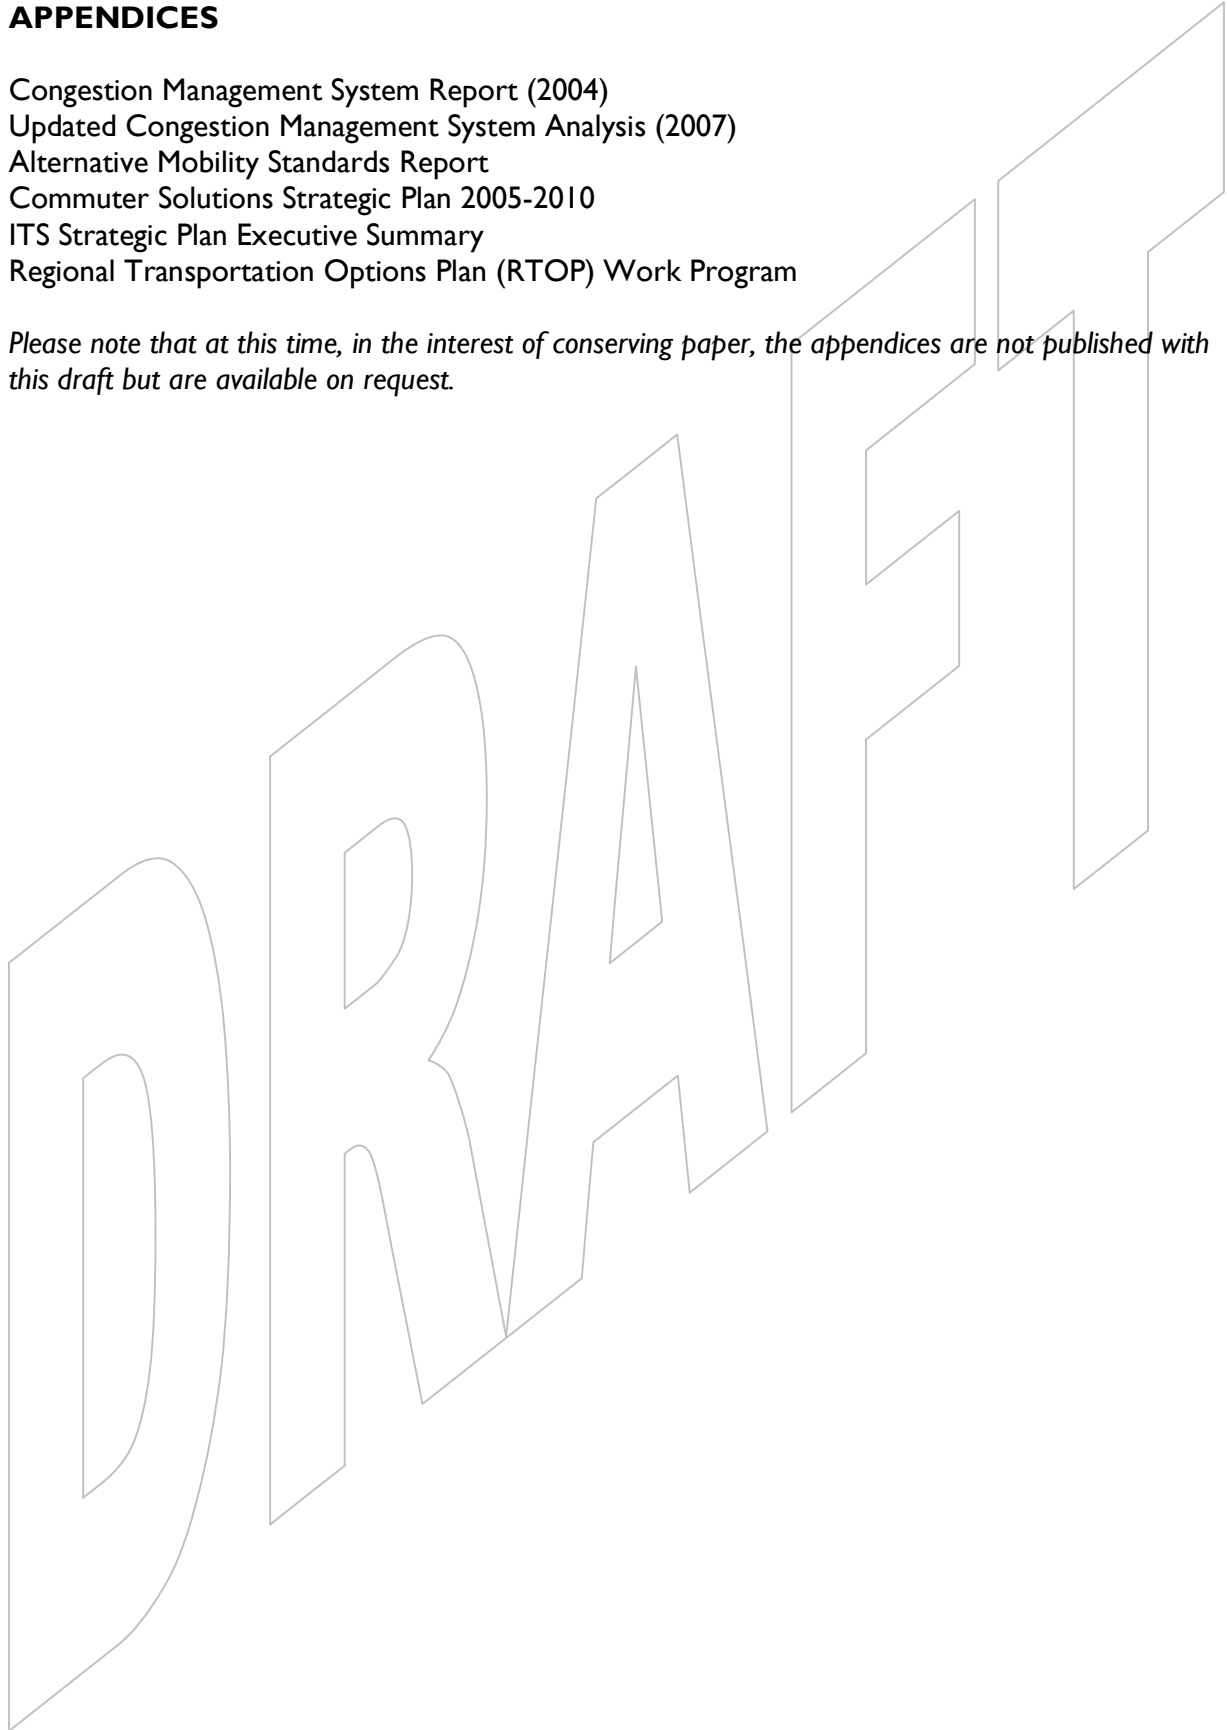 APPENDICES
Congestion Management System Report (2004)
Updated Congestion Management System Analysis (2007)
Alternative Mobility Standards Report
Commuter Solutions Strategic Plan 2005-2010
ITS Strategic Plan Executive Summary
Regional Transportation Options Plan (RTOP) Work Program
Please note that at this time, in the interest of conserving paper, the appendices are not published with
this draft but are available on request.
DRAFT